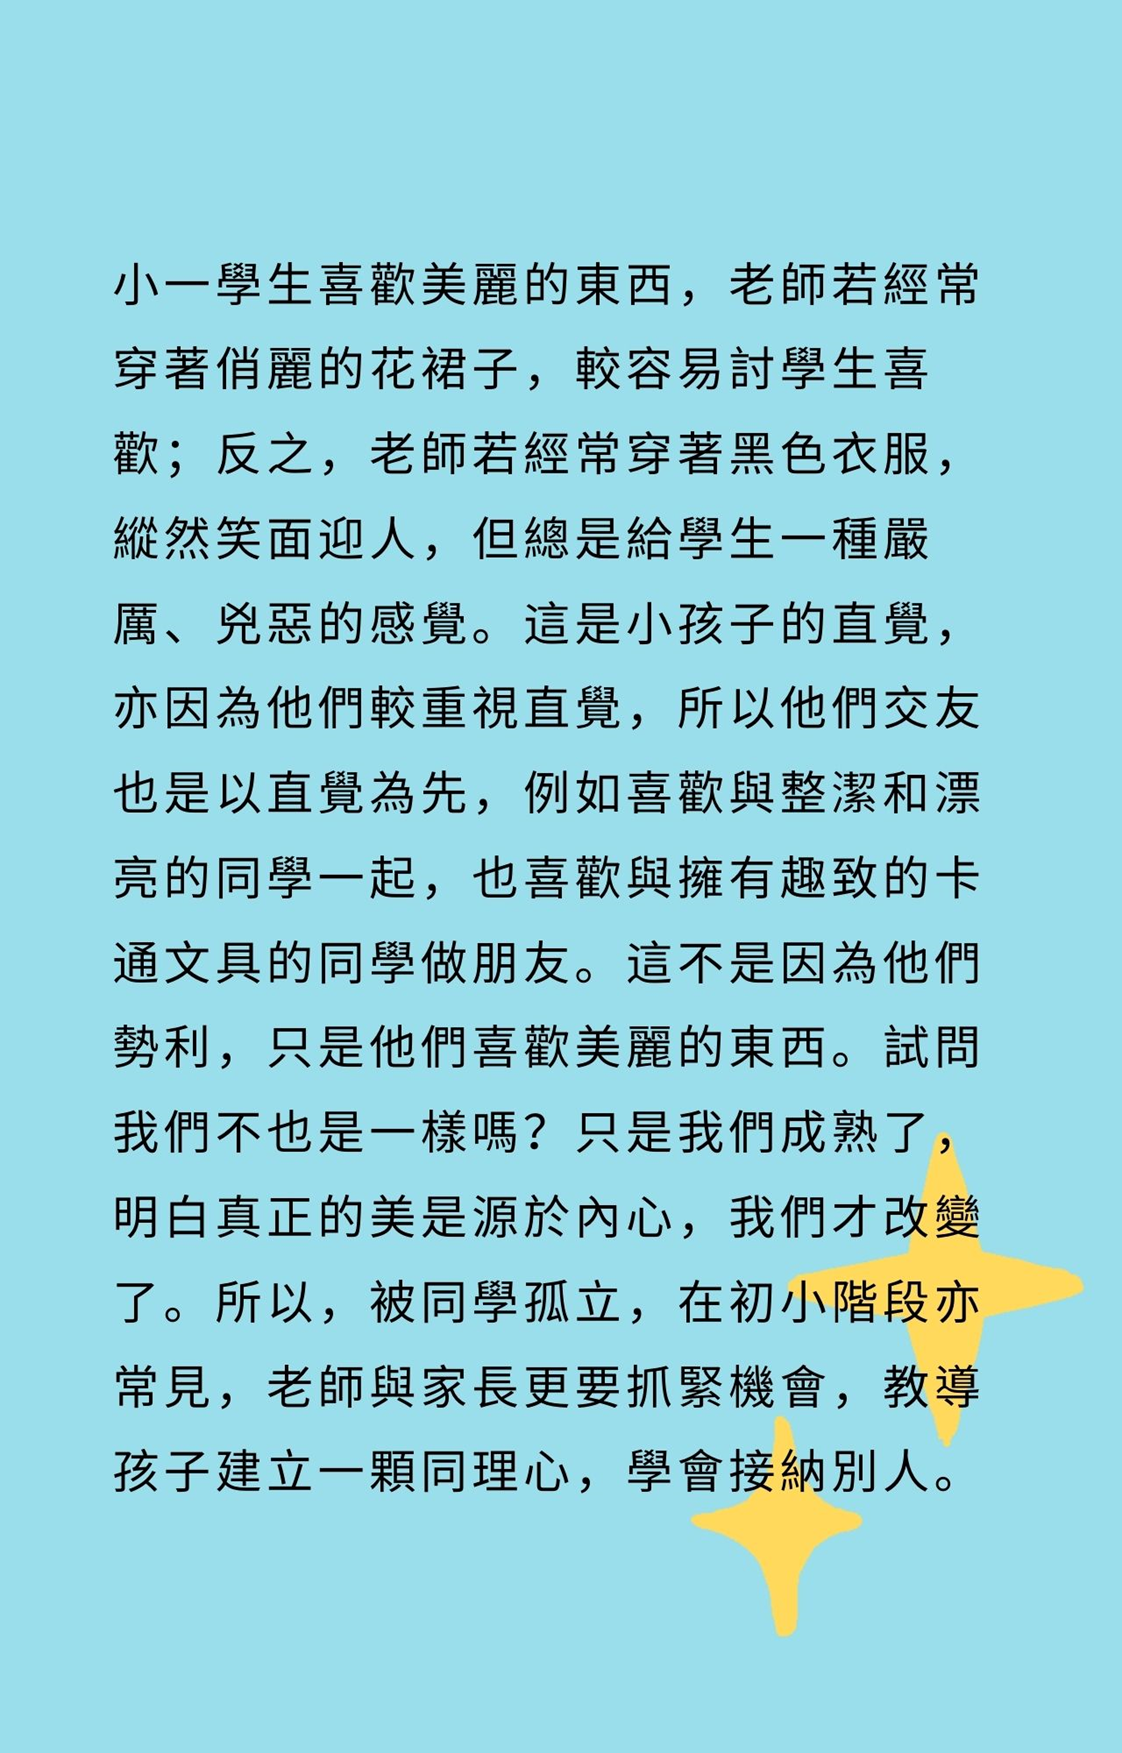 小一學生喜歡美麗的東西，老師若經常
穿著俏麗的花裙子，較容易討學生喜
歡；反之，老師若經常穿著黑色衣服，
縱然笑面迎人，但總是給學生一種嚴
厲、兇惡的感覺。這是小孩子的直覺，
亦因為他們較重視直覺，所以他們交友
也是以直覺為先，例如喜歡與整潔和漂
亮的同學一起，也喜歡與擁有趣致的卡
通文具的同學做朋友。這不是因為他們
勢利，只是他們喜歡美麗的東西。試問
我們不也是一樣嗎？只是我們成熟了，
明白真正的美是源於內心，我們才改變
了。所以，被同學孤立，在初小階段亦
常見，老師與家長更要抓緊機會，教導
孩子建立一顆同理心，學會接納別人。